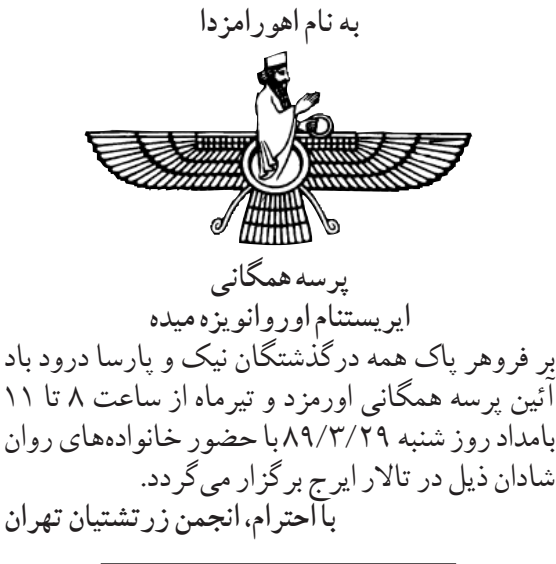 به نام اهورامزدا
پرسه همگانی
ایریستنام اوروانویزه میده
بر فروهر پاک همه درگذشتگان نیک و پارسا درود باد
آئین پرسه همگانی اورمزد و تیرماه از ساعت ۸ تا ۱۱
بامداد روز شنبه ۸۹/۳/۲۹ با حضور خانواده‌های روان
شادان ذیل در تالار ایرج برگزار می‌گردد.
با احترام، انجمن زرتشتیان تهران